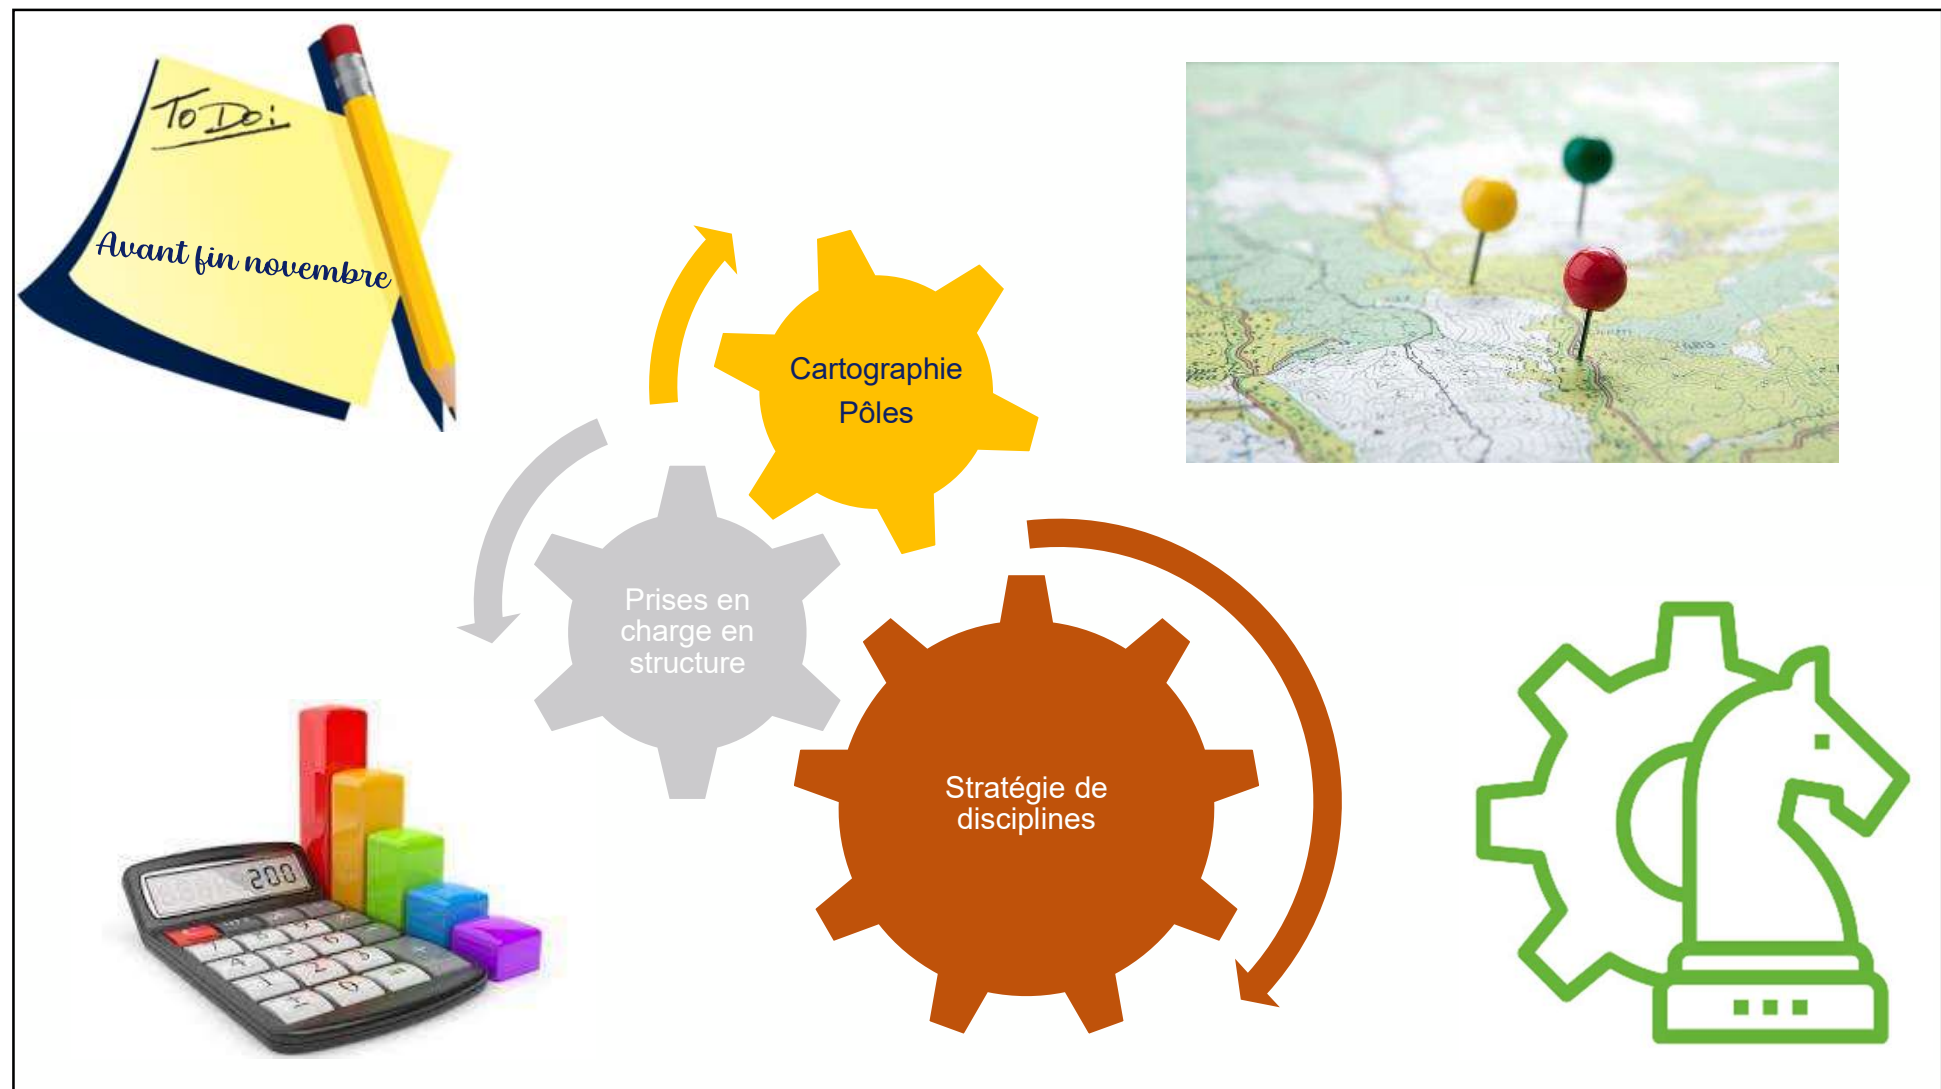 To Do:
Avant fin novembre
Cartographie
Pôles
Prises en
charge en
structure
Stratégie de
disciplines
200